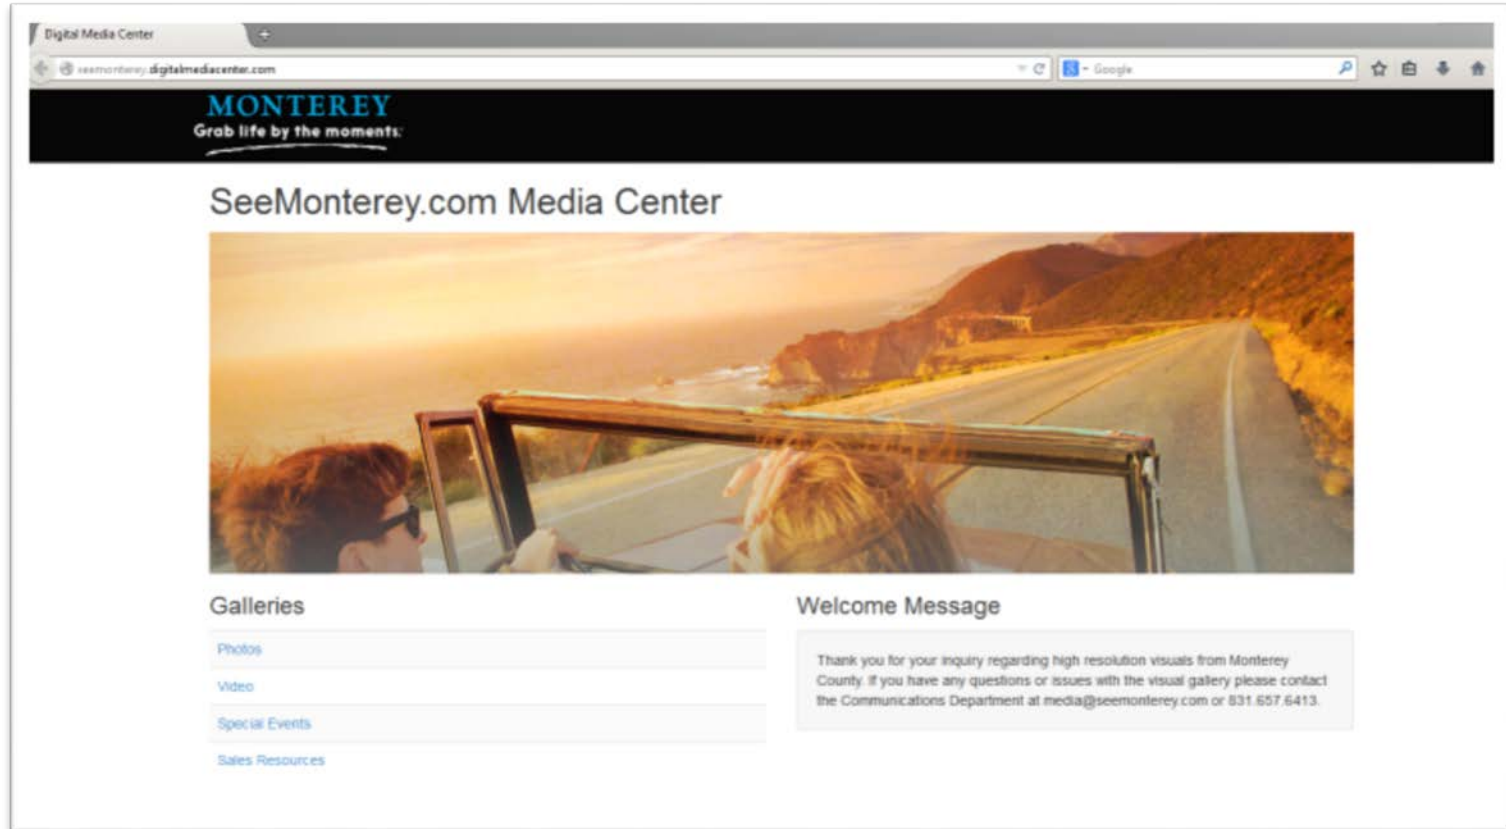 Digital Media Center
seemonterey.digitalmediacenter.com
Google
MONTEREY
Grab life by the moments.
SeeMonterey.com Media Center
Galleries
Photos
Video
Special Events
Sales Resources
Welcome Message
Thank you for your inquiry regarding high resolution visuals from Monterey
County. If you have any questions or issues with the visual gallery please contact
the Communications Department at media@seemonterey.com or 831.657.6413.